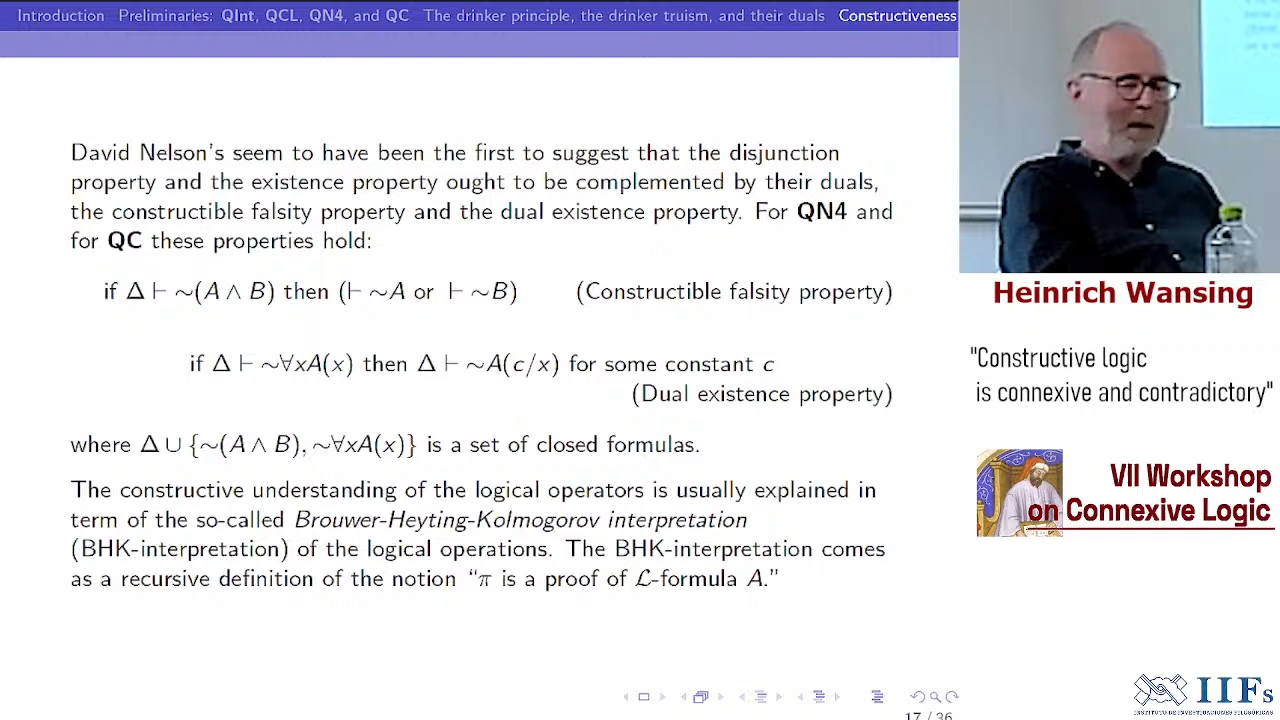 Introduction Preliminaries: QInt, QCL, QN4, and QC The drinker principle, the drinker truism, and their duals Constructiveness
David Nelson's seem to have been the first to suggest that the disjunction
property and the existence property ought to be complemented by their duals,
the constructible falsity property and the dual existence property. For QN4 and
for QC these properties hold:
if Δ ⊢ ∼(A ∧ B) then (⊢ ∼A or ⊢ ∼B) (Constructible falsity property)
if Δ ⊢ ∼∀xA(x) then Δ ⊢ ∼A(c/x) for some constant c
(Dual existence property)
where Δ ∪ {∼(A ∧ B), ∼∀xA(x)} is a set of closed formulas.
The constructive understanding of the logical operators is usually explained in
term of the so-called Brouwer-Heyting-Kolmogorov interpretation
(BHK-interpretation) of the logical operations. The BHK-interpretation comes
as a recursive definition of the notion “π is a proof of ℒ-formula A.”
17 / 36
Heinrich Wansing
"Constructive logic
is connexive and contradictory"
VII Workshop
on Connexive Logic
IIFs
INSTITUTO DE INVESTIGACIONES FILOSÓFICAS